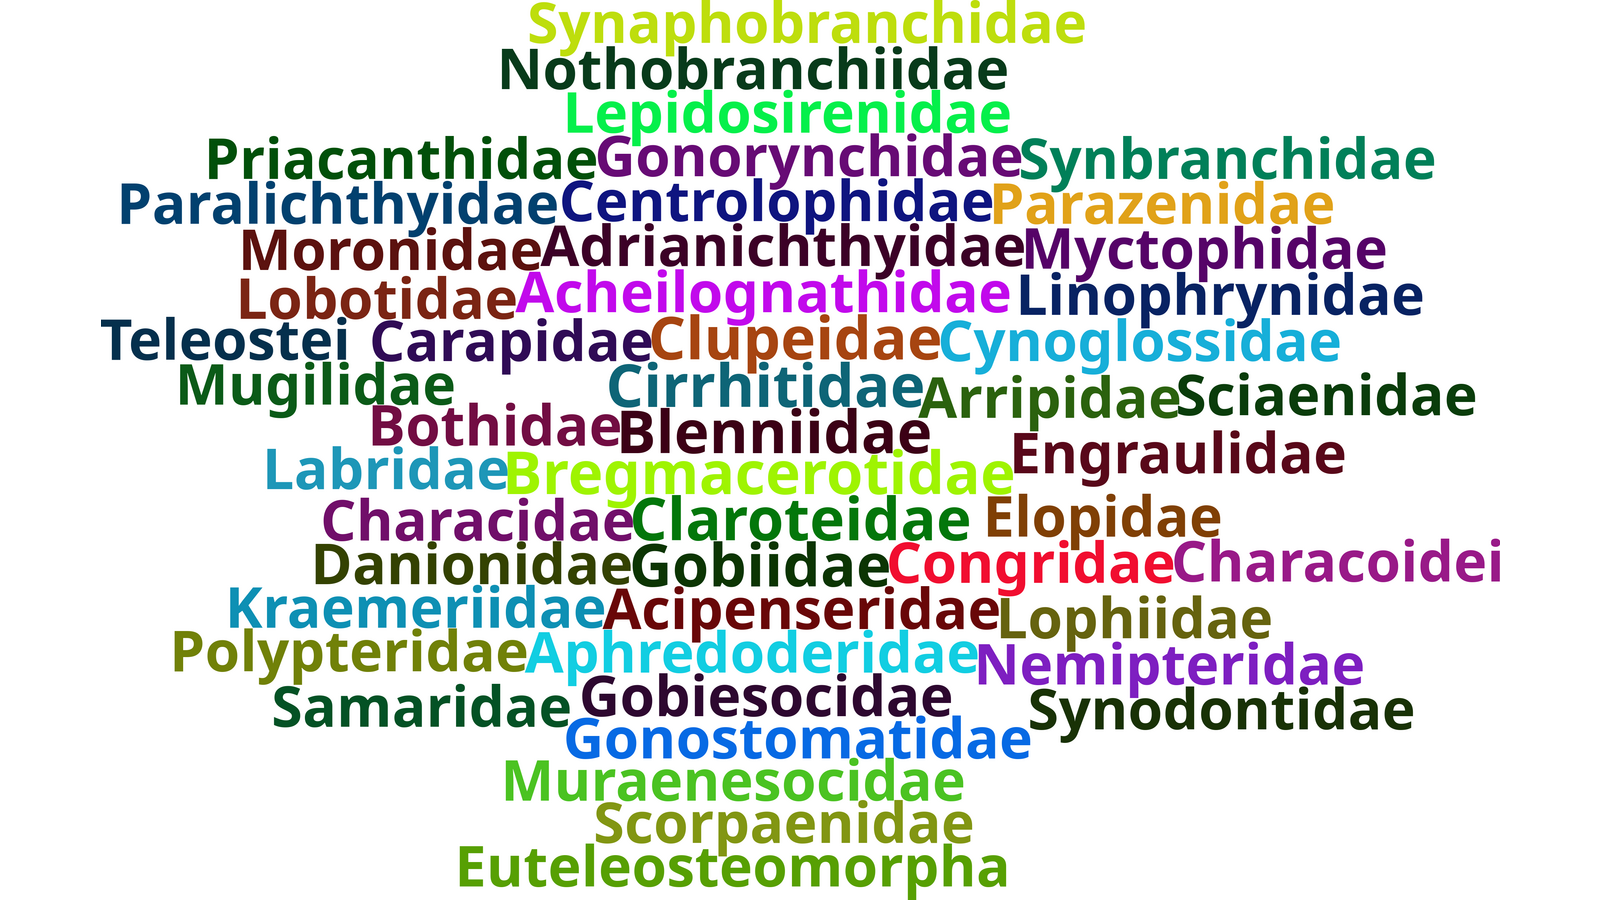 Synaphobranchidae
Nothobranchiidae
Lepidosirenidae
Priacanthidae Gonorynchidae Synbranchidae
Paralichthyidae Centrolophidae Parazenidae
Moronidae Adrianichthyidae Myctophidae
Lobotidae Acheilognathidae Linophrynidae
Teleostei Carapidae Clupeidae Cynoglossidae
Mugilidae Cirrhitidae Arripidae Sciaenidae
Bothidae Blenniidae Engraulidae
Labridae Bregmacerotidae
Characidae Claroteidae Elopidae
Danionidae Gobiidae Congridae Characoidei
Kraemeriidae Acipenseridae Lophiidae
Polypteridae Aphredoderidae Nemipteridae
Samaridae Gobiesocidae Synodontidae
Gonostomatidae
Muraenesocidae
Scorpaenidae
Euteleosteomorpha